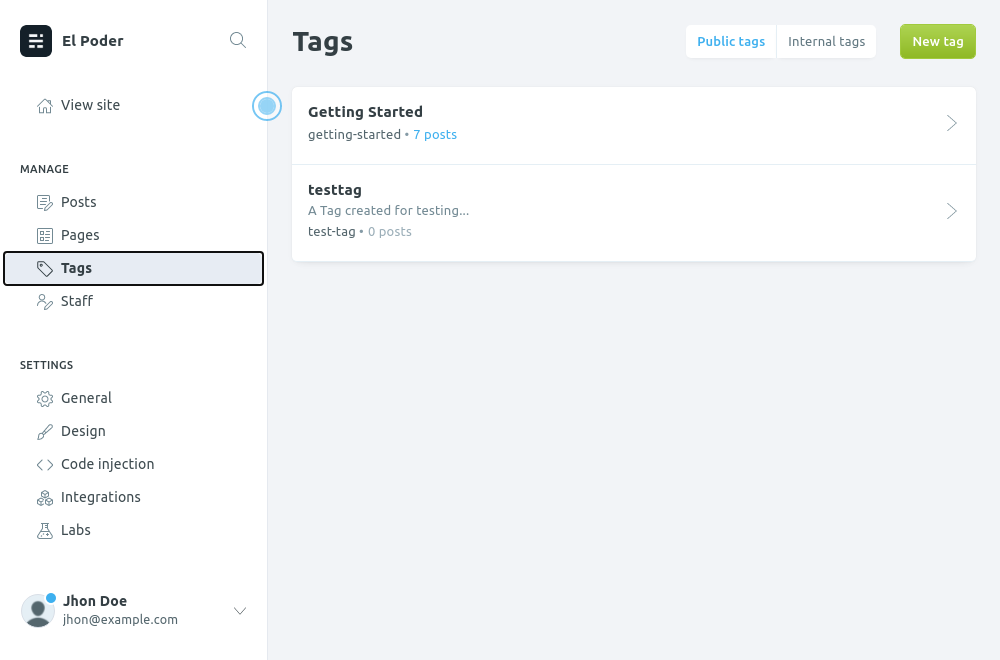 El Poder
View site
MANAGE
Posts
Pages
Tags
Staff
SETTINGS
General
Design
Code injection
Integrations
Labs
Jhon Doe
jhon@example.com
Tags
Public tags
Internal tags
New tag
Getting Started
getting-started • 7 posts
testtag
A Tag created for testing...
test-tag • 0 posts